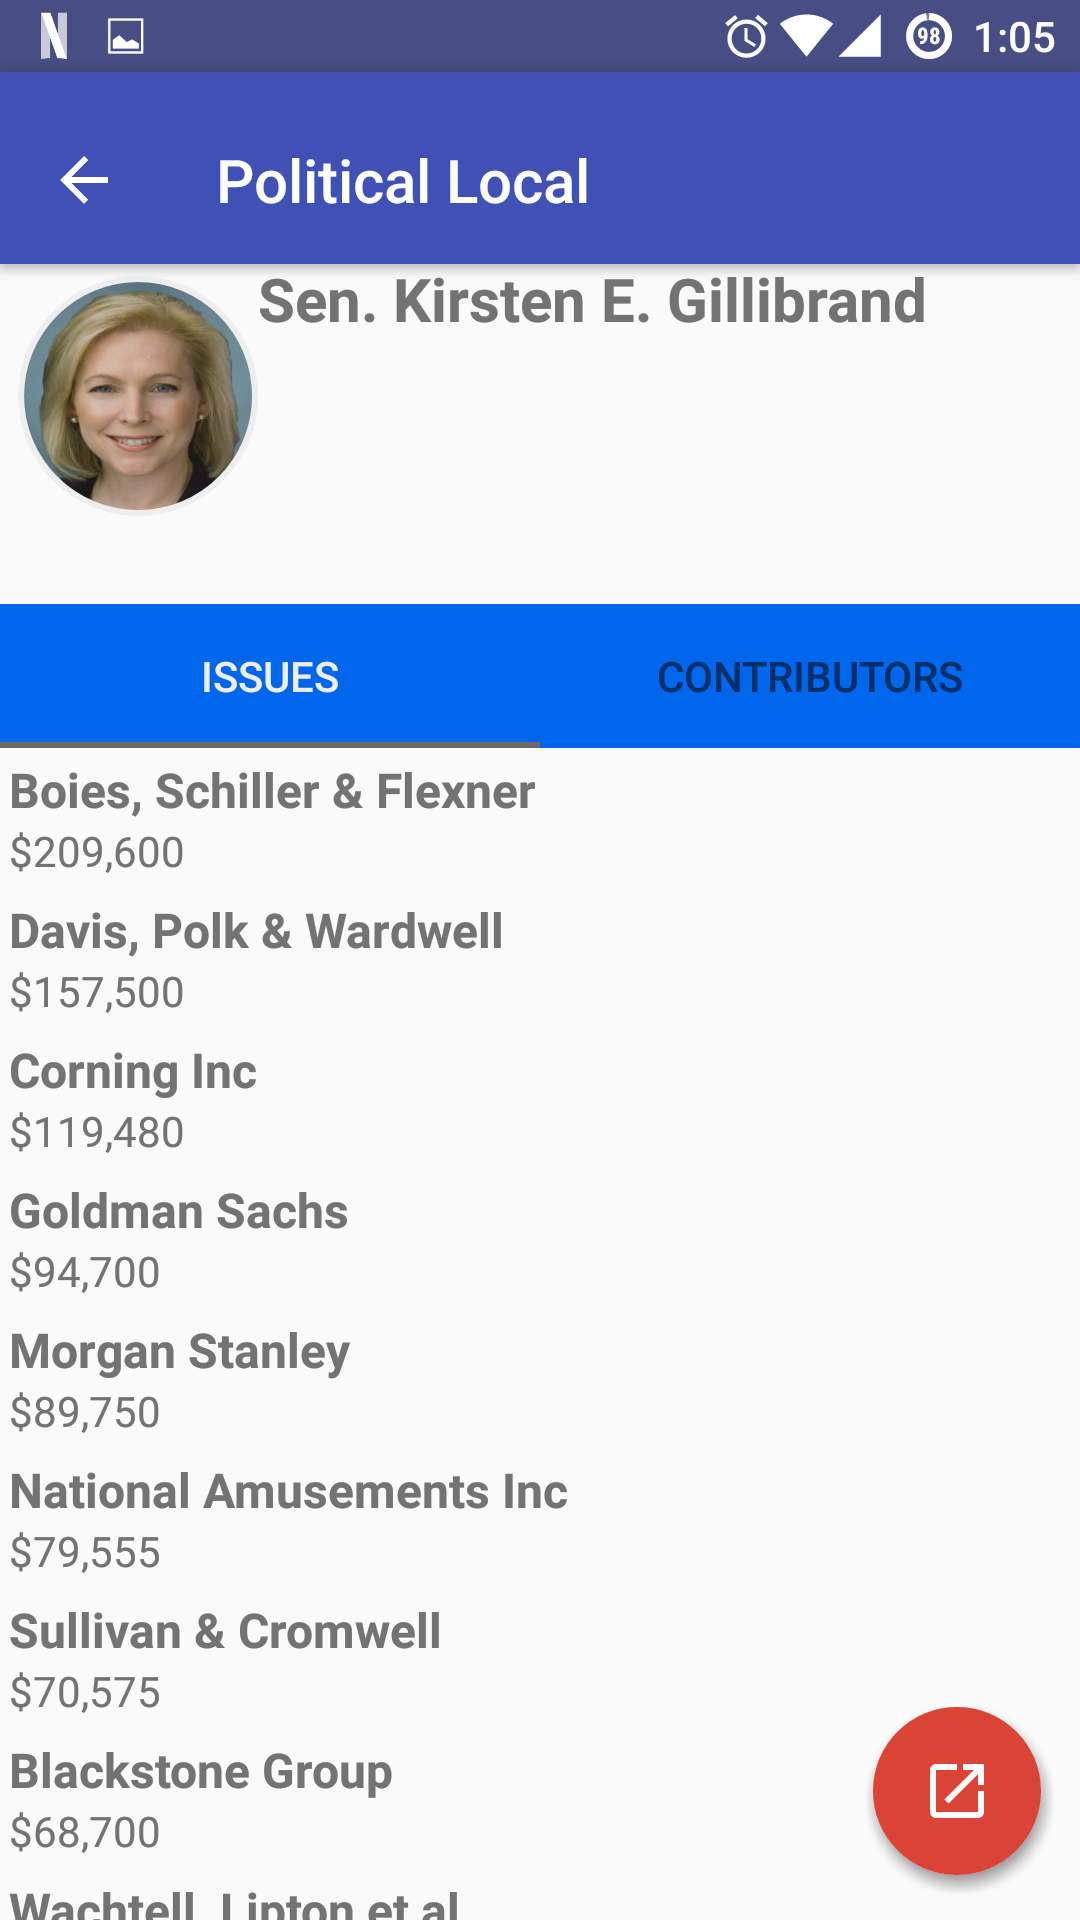 98 1:05
Political Local
Sen. Kirsten E. Gillibrand
ISSUES CONTRIBUTORS
Boies, Schiller & Flexner
$209,600
Davis, Polk & Wardwell
$157,500
Corning Inc
$119,480
Goldman Sachs
$94,700
Morgan Stanley
$89,750
National Amusements Inc
$79,555
Sullivan & Cromwell
$70,575
Blackstone Group
$68,700
Wachtell, Lipton et al